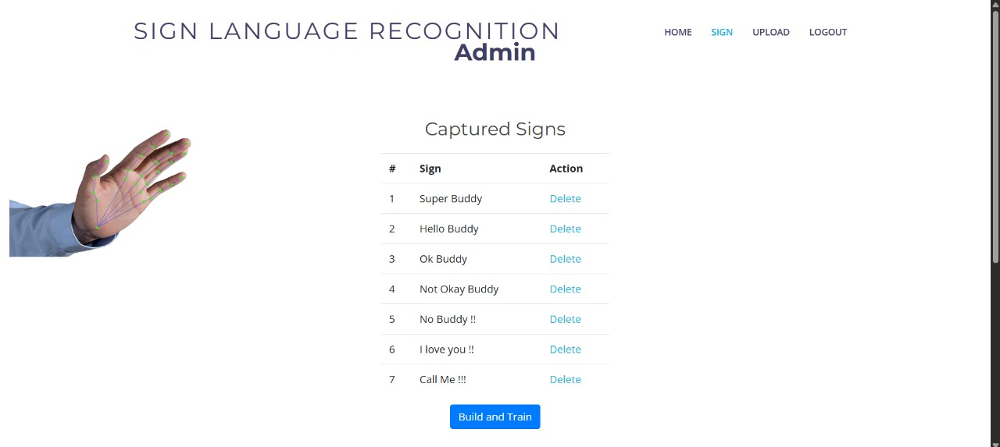 SIGN LANGUAGE RECOGNITION
Admin
HOME SIGN UPLOAD LOGOUT
Captured Signs
# Sign Action
1 Super Buddy Delete
2 Hello Buddy Delete
3 Ok Buddy Delete
4 Not Okay Buddy Delete
5 No Buddy !! Delete
6 I love you !! Delete
7 Call Me !!! Delete
Build and Train